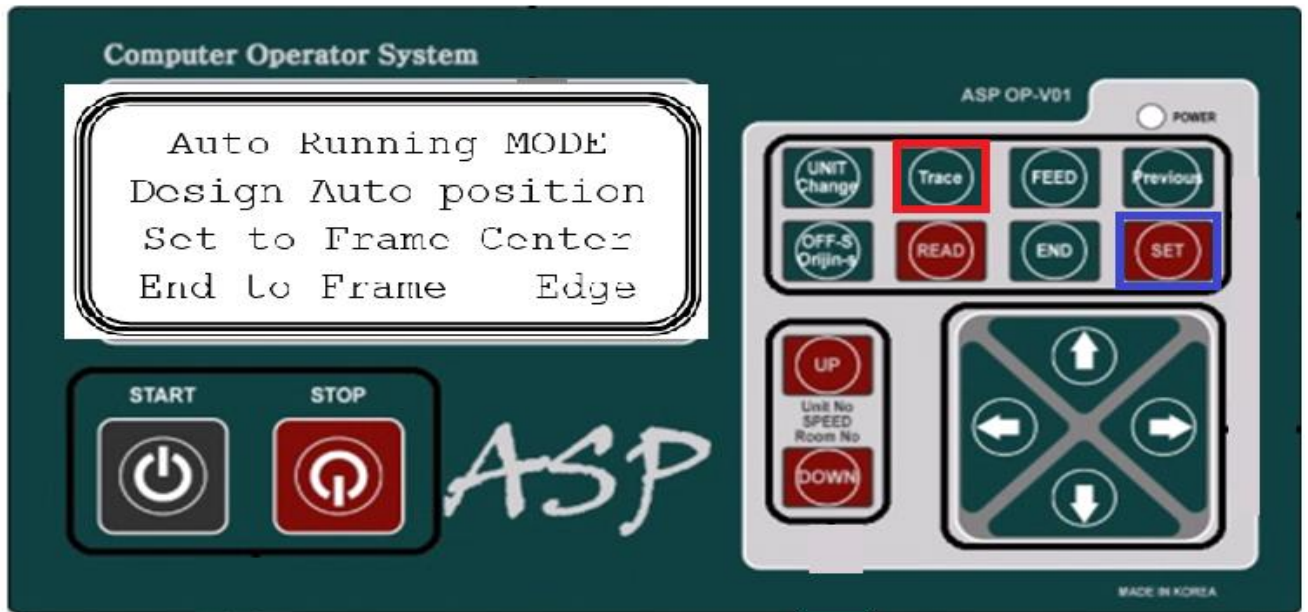 Computer Operator System
Auto Running MODE
Design Auto position
Set to Frame Center
End to Frame Edge
START
STOP
ASP
ASP OP-V01
POWER
UNIT Change
Trace
FEED
Previous
OFF-S Orijin-s
READ
END
SET
UP
Unit No
SPEED
Room No
DOWN
MADE IN KOREA